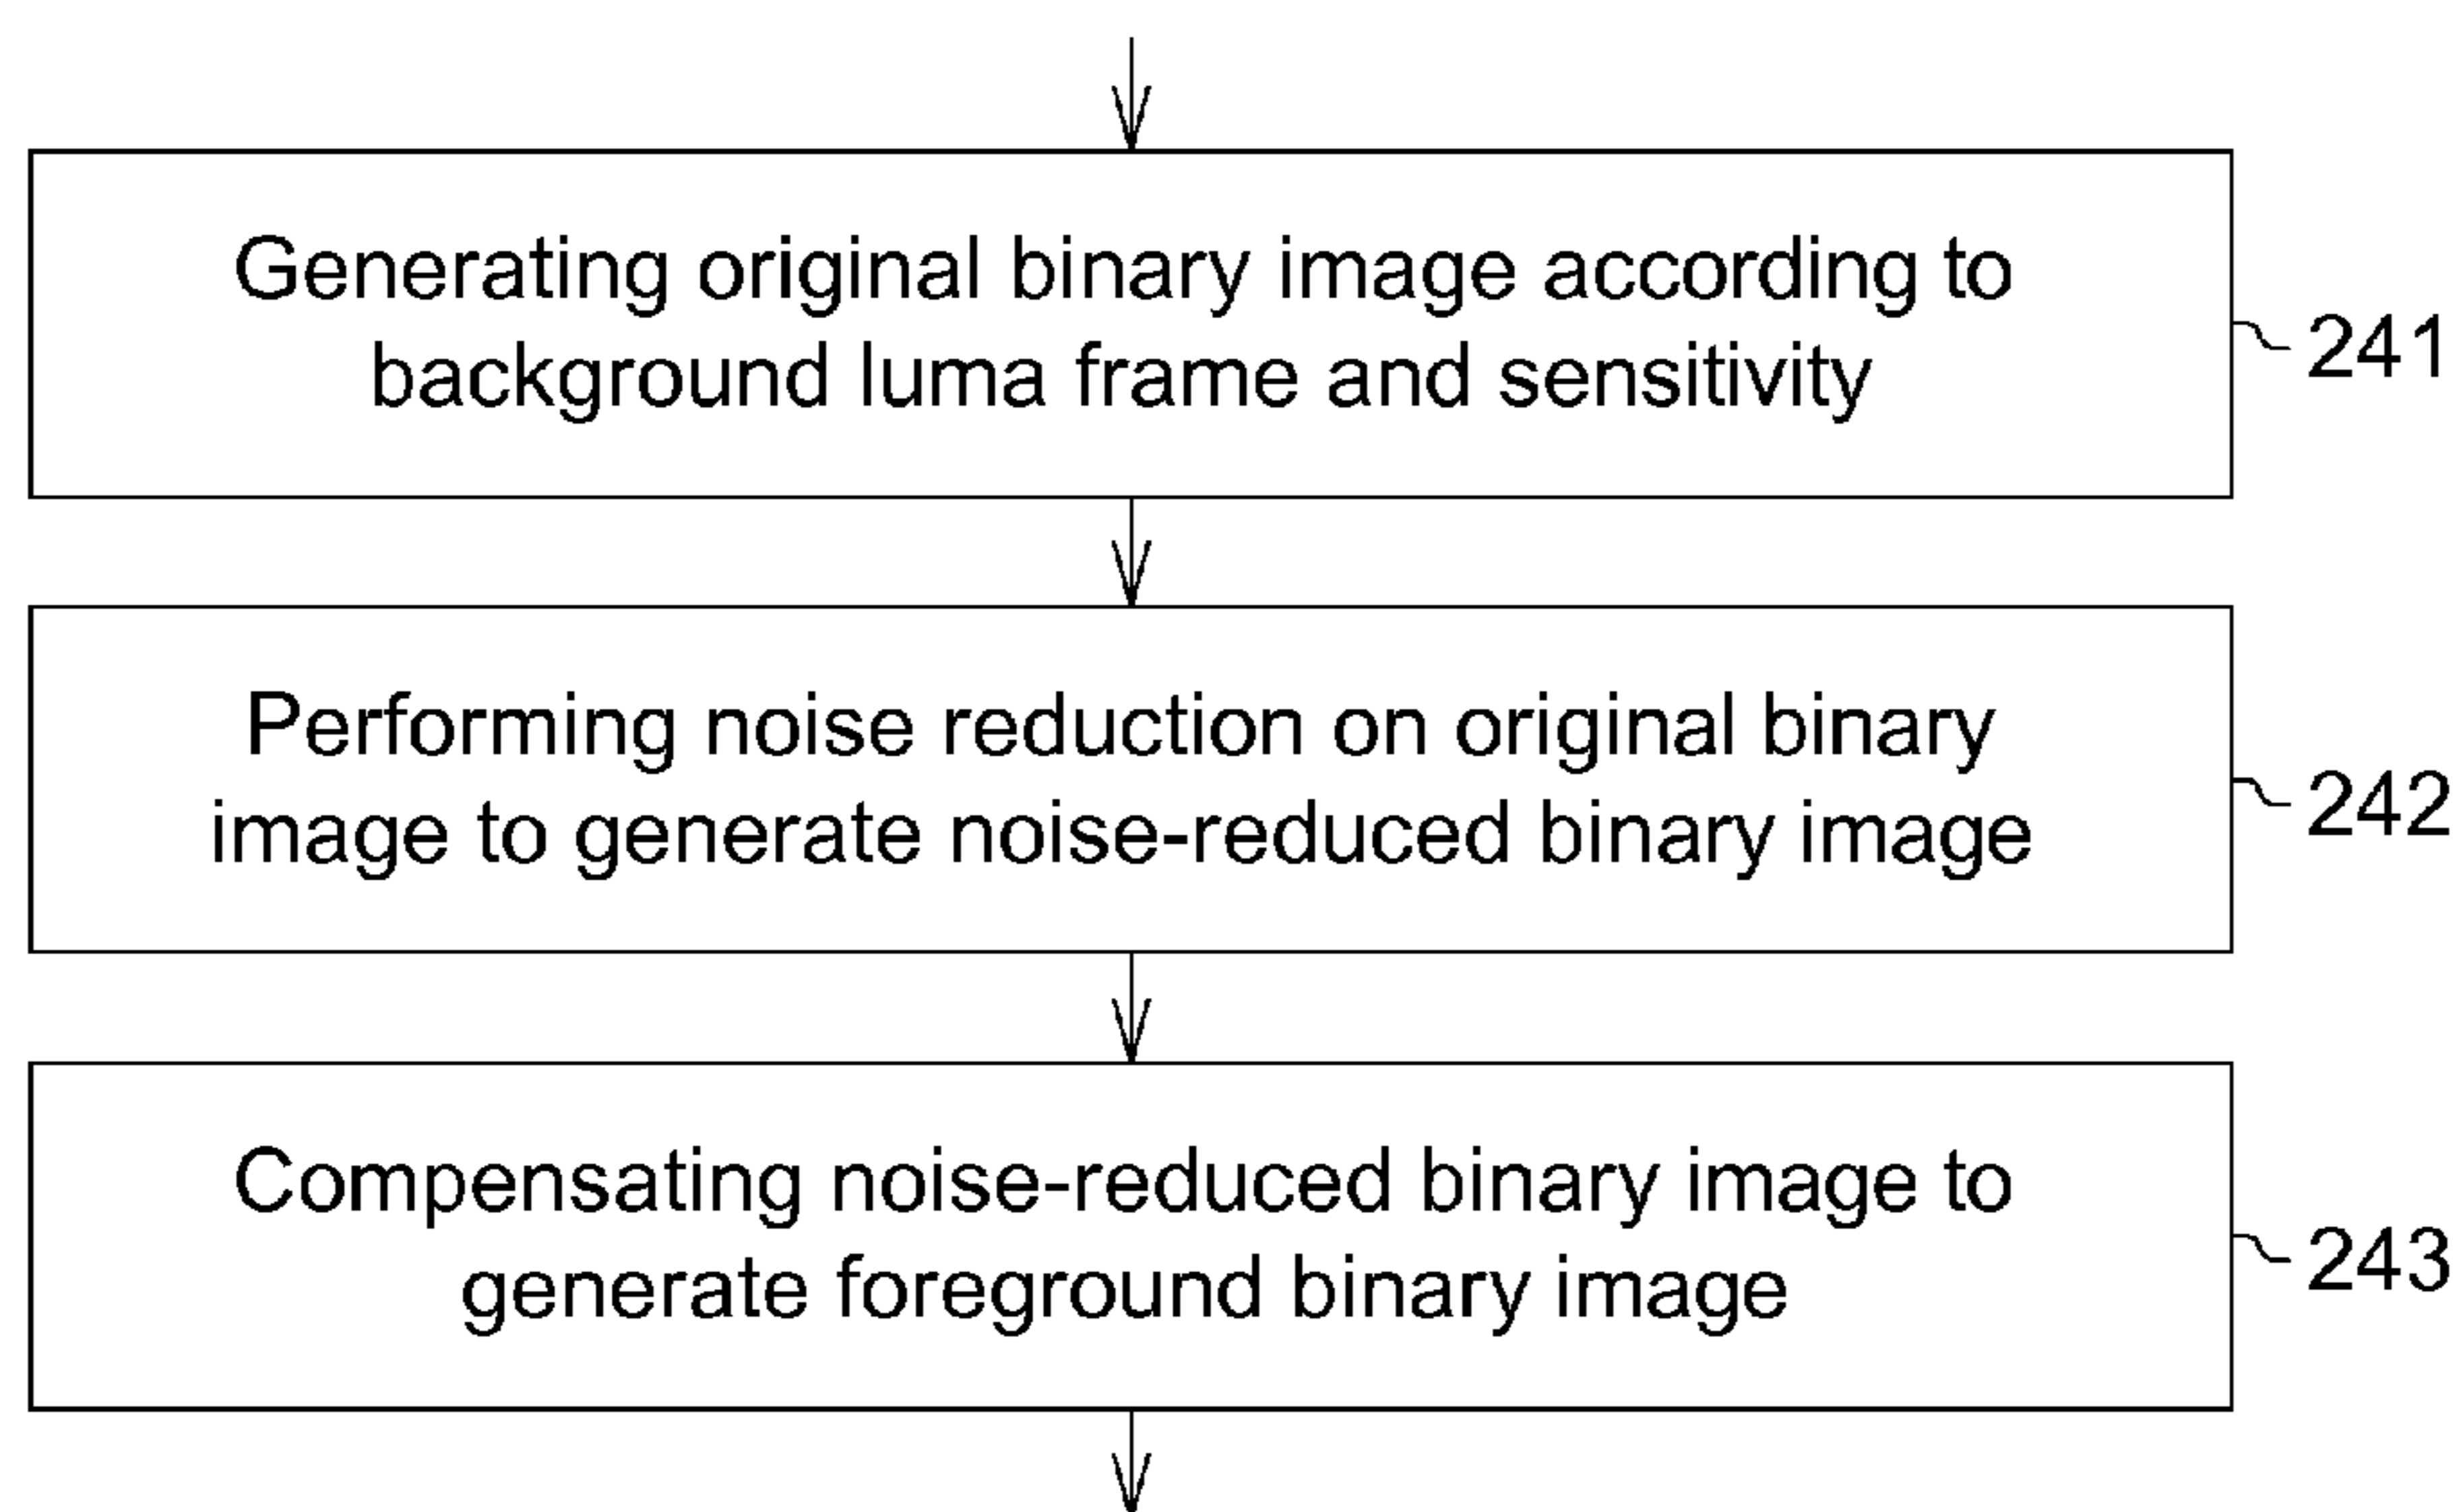 Generating original binary image according to
background luma frame and sensitivity
241
Performing noise reduction on original binary
image to generate noise-reduced binary image
242
Compensating noise-reduced binary image to
generate foreground binary image
243